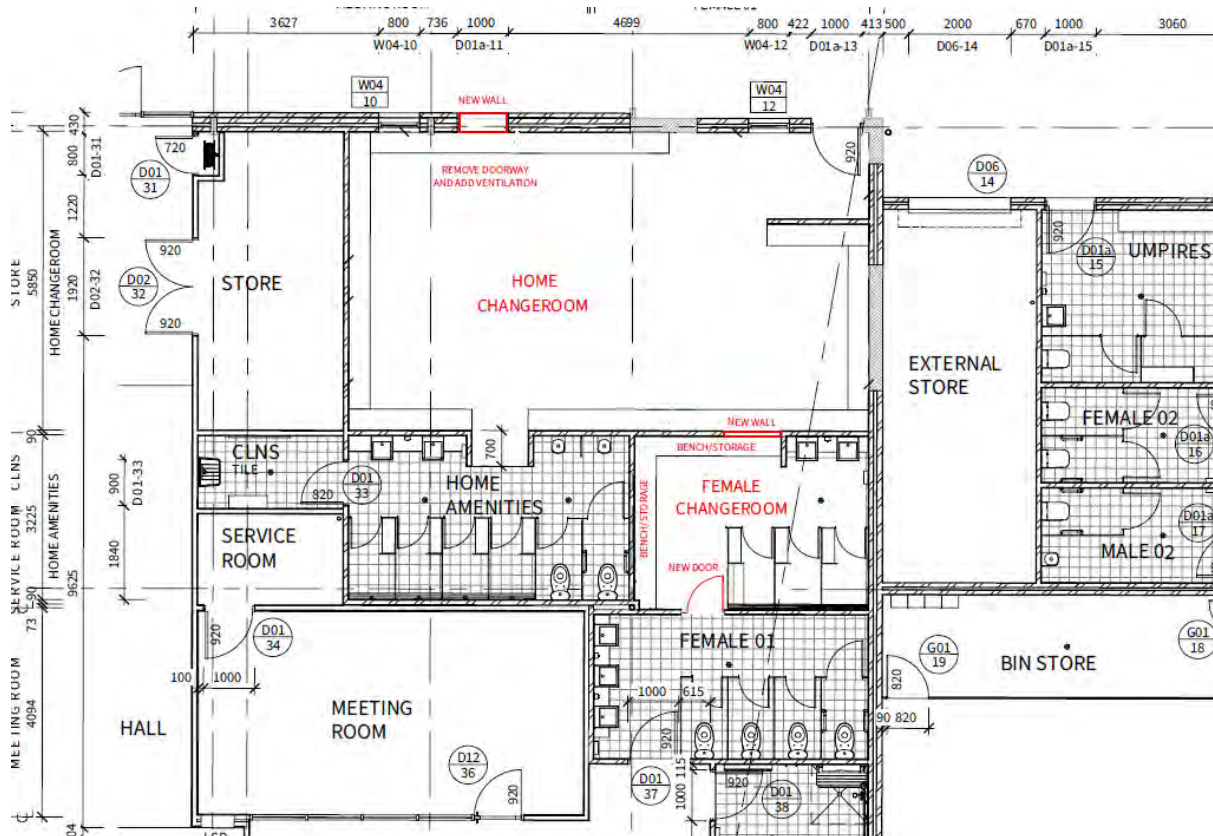 3627
800
736
1000
4699
800
422
1000
413
500
2000
670
1000
3060
W04-10
D01a-11
W04-12
D01a-13
D06-14
D01a-15
W04
10
NEW WALL
W04
12
430
800
D01-31
720
D01
31
REMOVE DOORWAY
AND ADD VENTILATION
920
D06
14
1220
920
D02
32
1920
D02-32
920
STORE
5850
HOME CHANGEROOM
STORE
HOME
CHANGEROOM
920
D01a
15
UMPIRES
EXTERNAL
STORE
FEMALE 02
D01a
16
D01a
17
MALE 02
90
CLNS
CLNS
TILE
900
D01-33
820
D01
33
700
HOME
AMENITIES
NEW WALL
BENCH/STORAGE
BENCH/STORAGE
FEMALE
CHANGEROOM
NEW DOOR
SERVICE ROOM
3225
HOME AMENITIES
1840
9625
SERVICE
ROOM
90
73
920
D01
34
100
1000
MEETING ROOM
4094
HALL
MEETING
ROOM
D12
36
920
FEMALE 01
1000
615
920
D01
37
115
1000
920
D01
38
G01
19
820
BIN STORE
G01
18
90
820